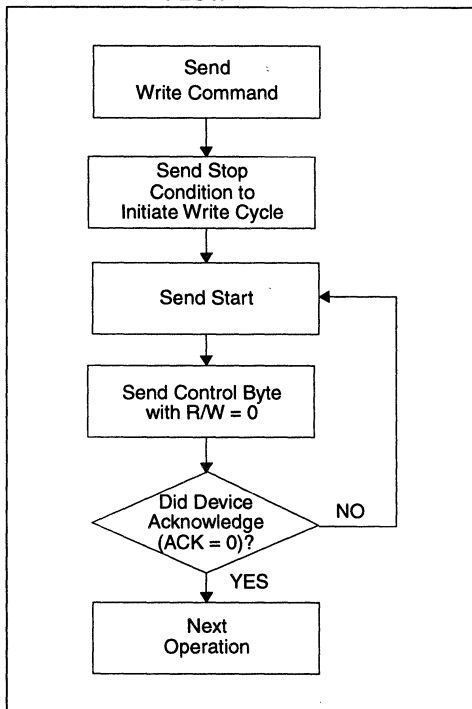 Send
Write Command
Send Stop
Condition to
Initiate Write Cycle
Send Start
Send Control Byte
with R/W = 0
Did Device
Acknowledge
(ACK = 0)?
NO
YES
Next
Operation